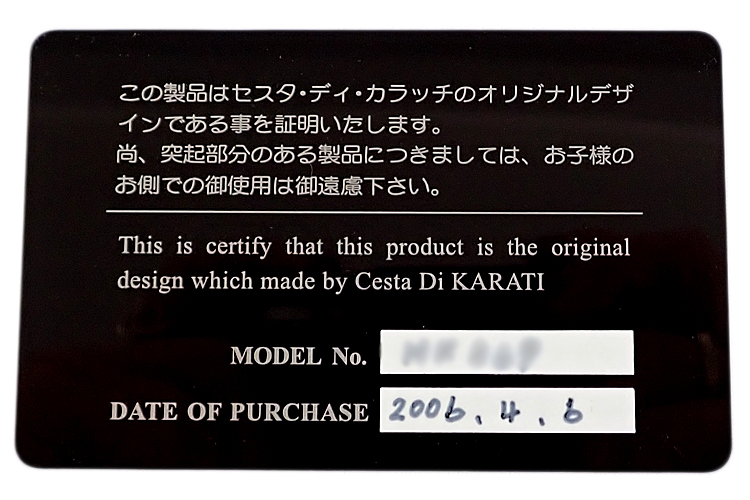 この製品はセスタ・ディ・カラッチのオリジナルデザ
インである事を証明いたします。
尚、突起部分のある製品につきましては、お子様の
お側での御使用は御遠慮下さい。
This is certify that this product is the original
design which made by Cesta Di KARATI
MODEL No.
DATE OF PURCHASE 2006.4.6